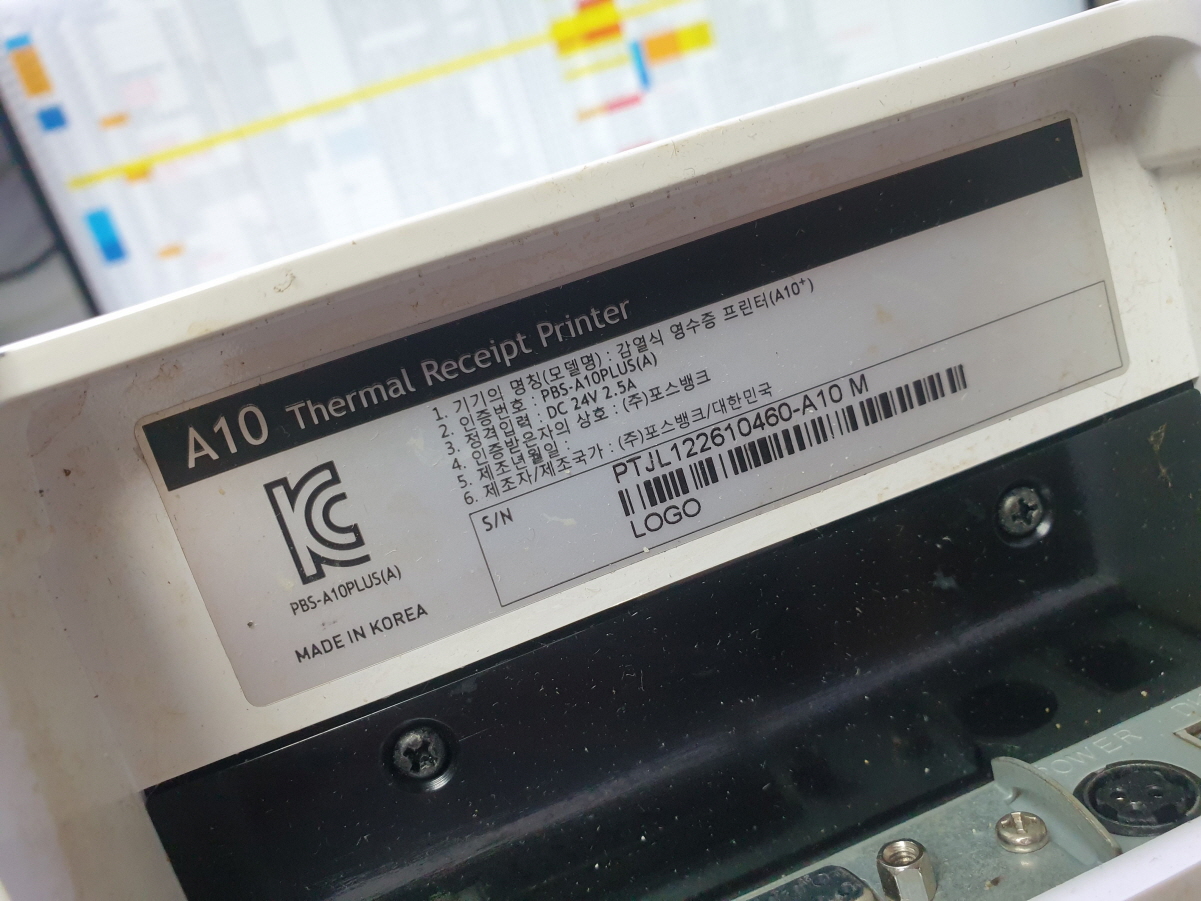 A10 Thermal Receipt Printer
1. 기기의 명칭(모델명) : 감열식 영수증 프린터(A10⁺)
2. 인증번호 : PBS-A10PLUS(A)
3. 정격입력 : DC 24V 2.5A
4. 인증받은자의 상호 : (주)포스뱅크
5. 제조년월일 :
6. 제조자/제조국가 : (주)포스뱅크/대한민국
PBS-A10PLUS(A)
MADE IN KOREA
S/N
PTJL122610460-A10 M
LOGO
POWER